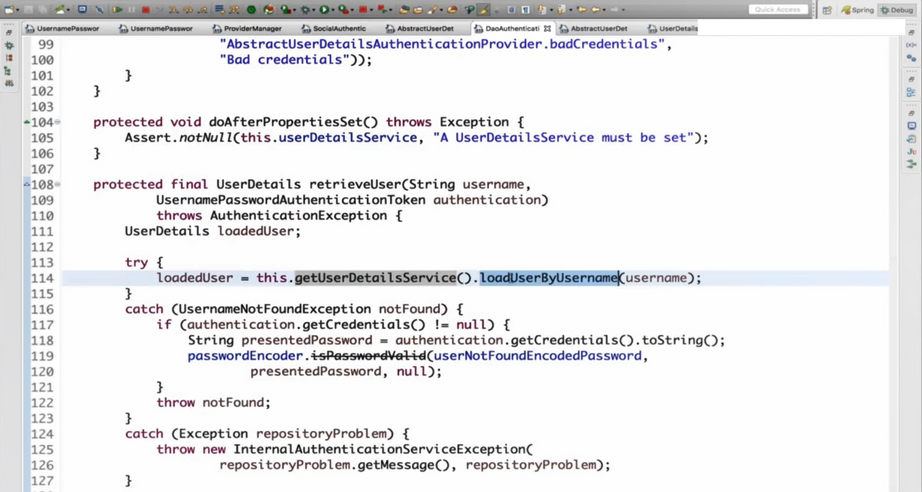 Quick Access
Spring
Debug
UsernamePasswor
UsernamePasswor
ProviderManager
SocialAuthentic
AbstractUserDet
DaoAuthenticati
AbstractUserDet
UserDetails
99 "AbstractUserDetailsAuthenticationProvider.badCredentials",
100 "Bad credentials"));
101 }
102 }
103
104 protected void doAfterPropertiesSet() throws Exception {
105 Assert.notNull(this.userDetailsService, "A UserDetailsService must be set");
106 }
107
108 protected final UserDetails retrieveUser(String username,
109 UsernamePasswordAuthenticationToken authentication)
110 throws AuthenticationException {
111 UserDetails loadedUser;
112
113 try {
114 loadedUser = this.getUserDetailsService().loadUserByUsername(username);
115 }
116 catch (UsernameNotFoundException notFound) {
117 if (authentication.getCredentials() != null) {
118 String presentedPassword = authentication.getCredentials().toString();
119 passwordEncoder.isPasswordValid(userNotFoundEncodedPassword,
120 presentedPassword, null);
121 }
122 throw notFound;
123 }
124 catch (Exception repositoryProblem) {
125 throw new InternalAuthenticationServiceException(
126 repositoryProblem.getMessage(), repositoryProblem);
127 }